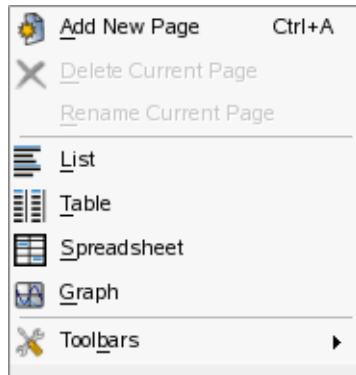 Add New Page Ctrl+A
Delete Current Page
Rename Current Page
List
Table
Spreadsheet
Graph
Toolbars